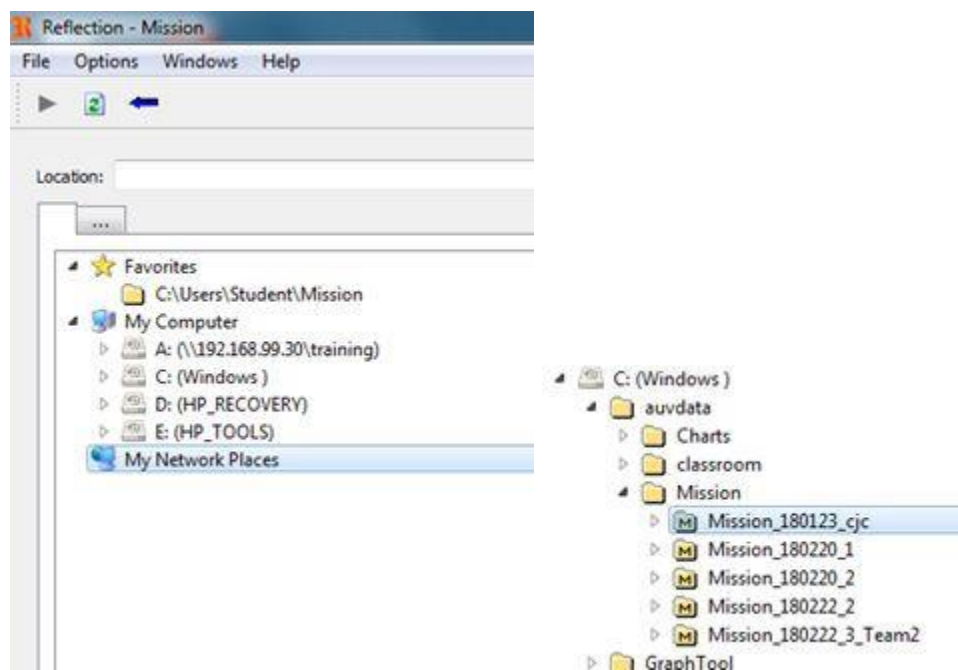 Reflection - Mission
File Options Windows Help
Location:
...
Favorites
C:\Users\Student\Mission
My Computer
A: (\\192.168.99.30\training)
C: (Windows )
D: (HP_RECOVERY)
E: (HP_TOOLS)
My Network Places
C: (Windows )
auvdata
Charts
classroom
Mission
M Mission_180123_cjc
M Mission_180220_1
M Mission_180220_2
M Mission_180222_2
M Mission_180222_3_Team2
GraphTool